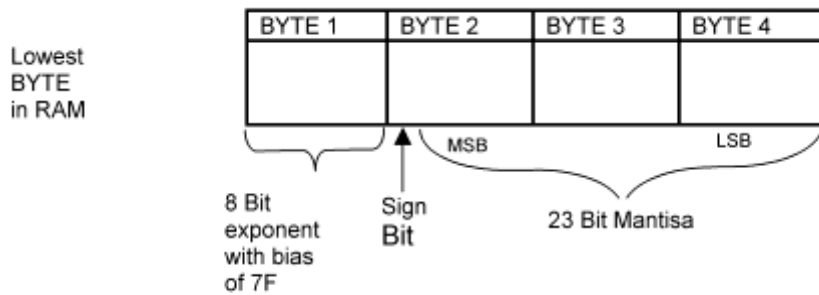 BYTE 1 BYTE 2 BYTE 3 BYTE 4
Lowest
BYTE
in RAM
MSB LSB
8 Bit
exponent
with bias
of 7F
Sign
Bit
23 Bit Mantisa